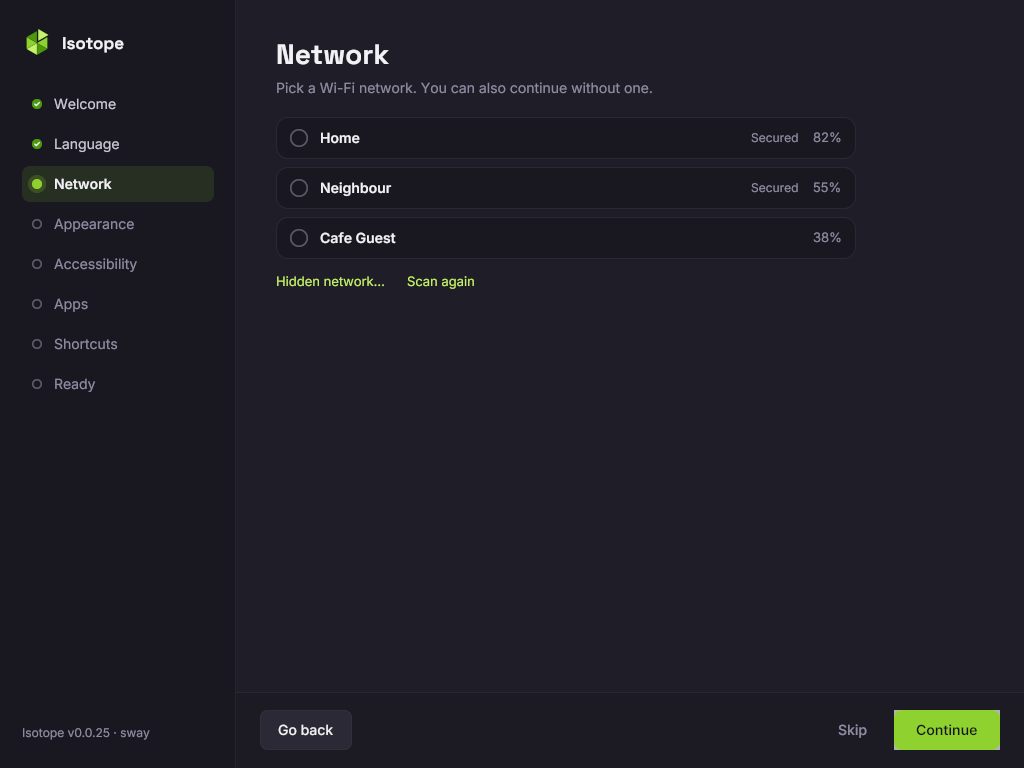 Isotope
Welcome
Language
Network
Appearance
Accessibility
Apps
Shortcuts
Ready
Isotope v0.0.25 · sway
Network
Pick a Wi-Fi network. You can also continue without one.
Home Secured 82%
Neighbour Secured 55%
Cafe Guest 38%
Hidden network... Scan again
Go back Skip Continue